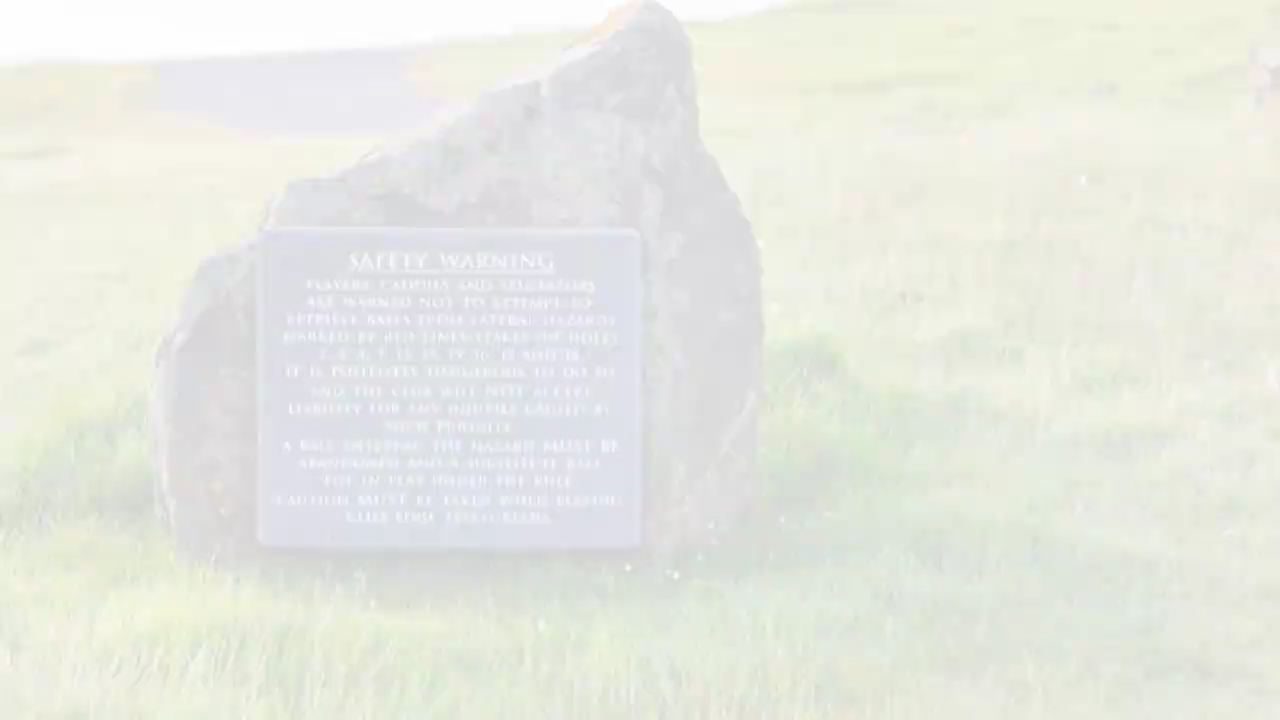 SAFETY WARNING
PLAYERS CADDIES AND SPECTATORS
ARE WARNED NOT TO ATTEMPT TO
RETRIEVE BALLS FROM LATERAL HAZARDS
MARKED BY RED LINES/STAKES ON HOLES
IT IS POSITIVELY DANGEROUS TO DO SO
AND THE CLUB WILL NOT ACCEPT
LIABILITY FOR ANY INJURIES CAUSED BY
SUCH PURSUITS
A BALL ENTERING THE HAZARD MUST BE
ABANDONED AND A SUBSTITUTE BALL
PUT IN PLAY UNDER THE RULE
CAUTION MUST BE TAKEN WHEN PLAYING
CLIFF EDGE